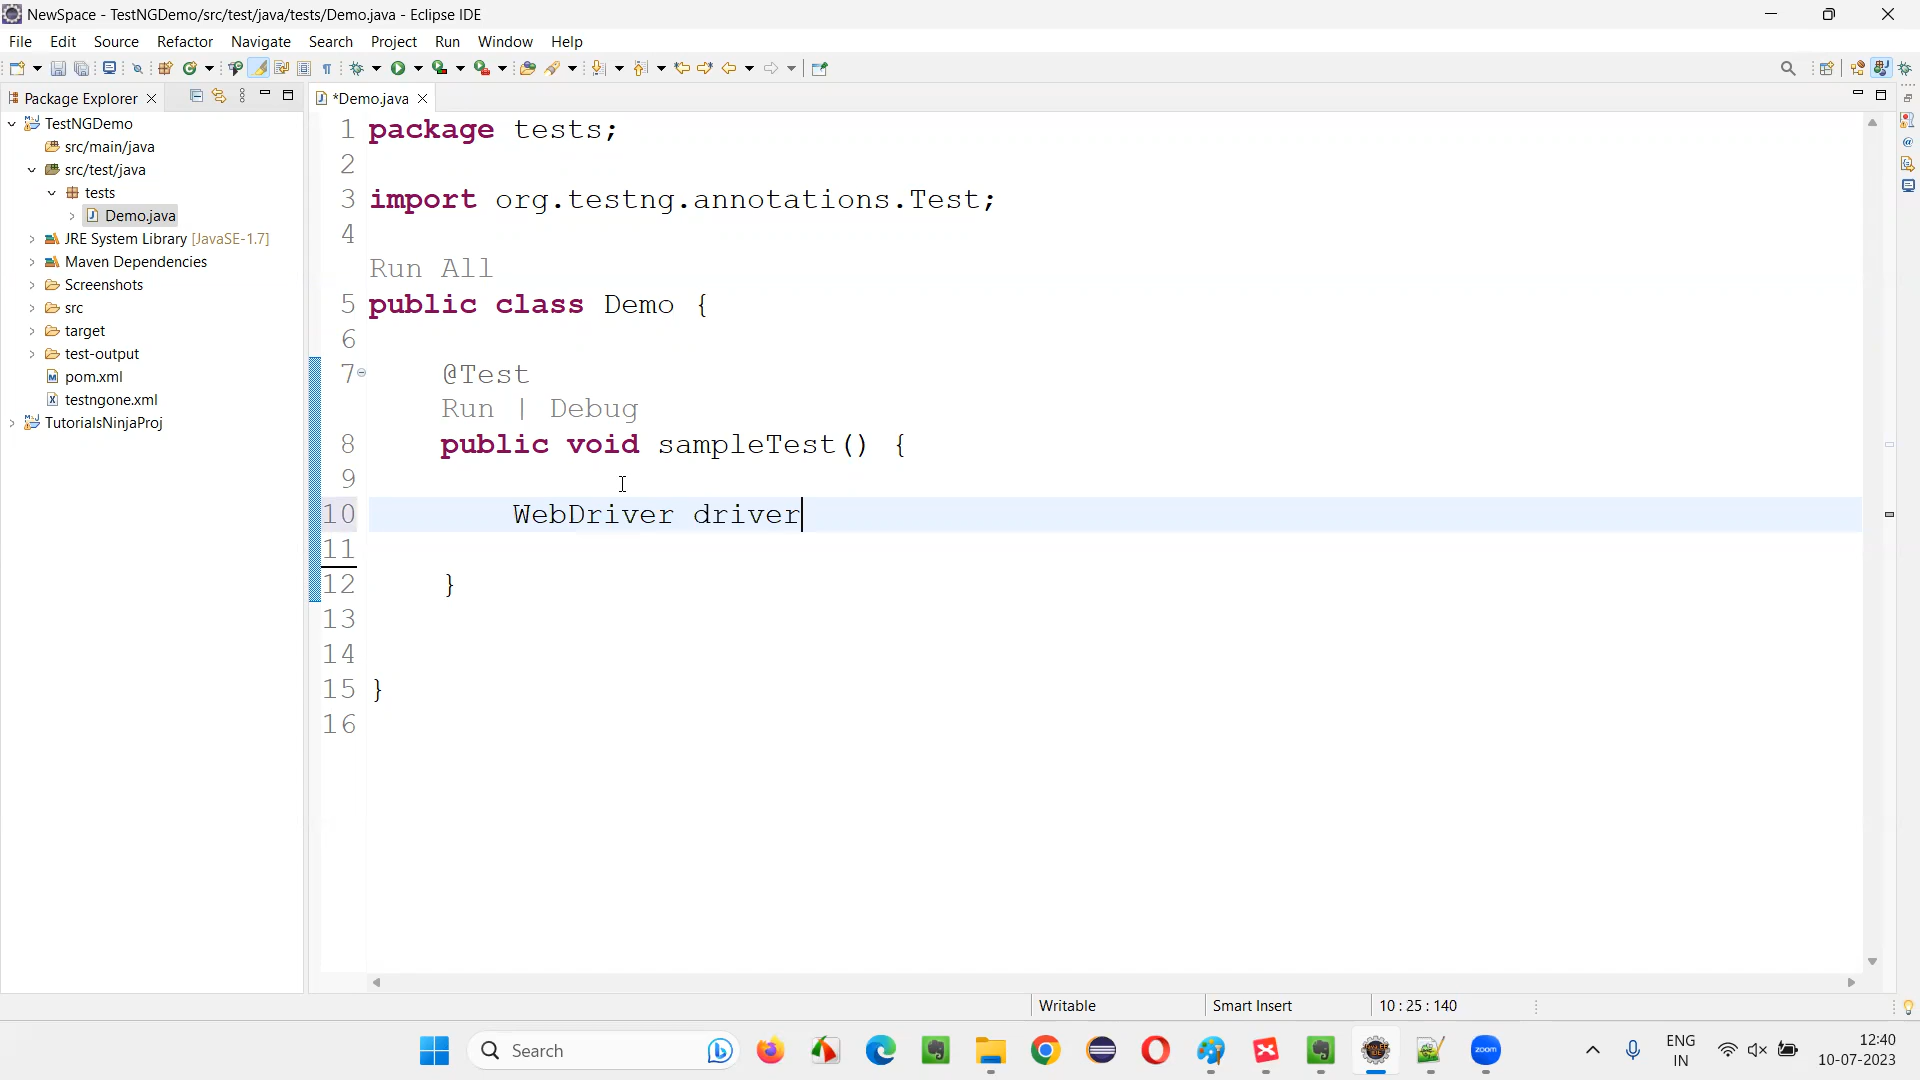 NewSpace - TestNGDemo/src/test/java/tests/Demo.java - Eclipse IDE
File Edit Source Refactor Navigate Search Project Run Window Help
Package Explorer
*Demo.java
TestNGDemo
src/main/java
src/test/java
tests
Demo.java
JRE System Library [JavaSE-1.7]
Maven Dependencies
Screenshots
src
target
test-output
pom.xml
testngone.xml
TutorialsNinjaProj
1 package tests;
2
3 import org.testng.annotations.Test;
4
Run All
5 public class Demo {
6
7 @Test
Run | Debug
8 public void sampleTest() {
9
10 WebDriver driver
11
12 }
13
14
15 }
16
Writable
Smart Insert
10 : 25 : 140
Search
zoom
ENG
IN
12:40
10-07-2023